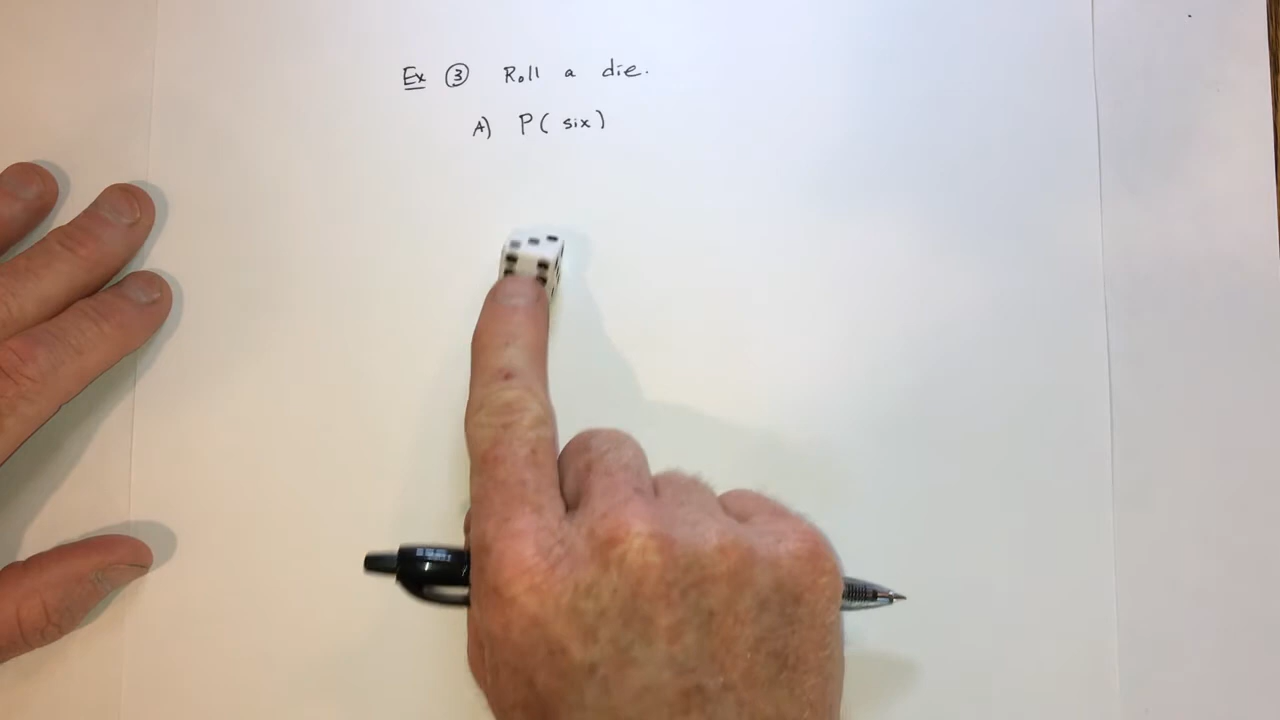 Ex ③ Roll a die.
A) P( six)